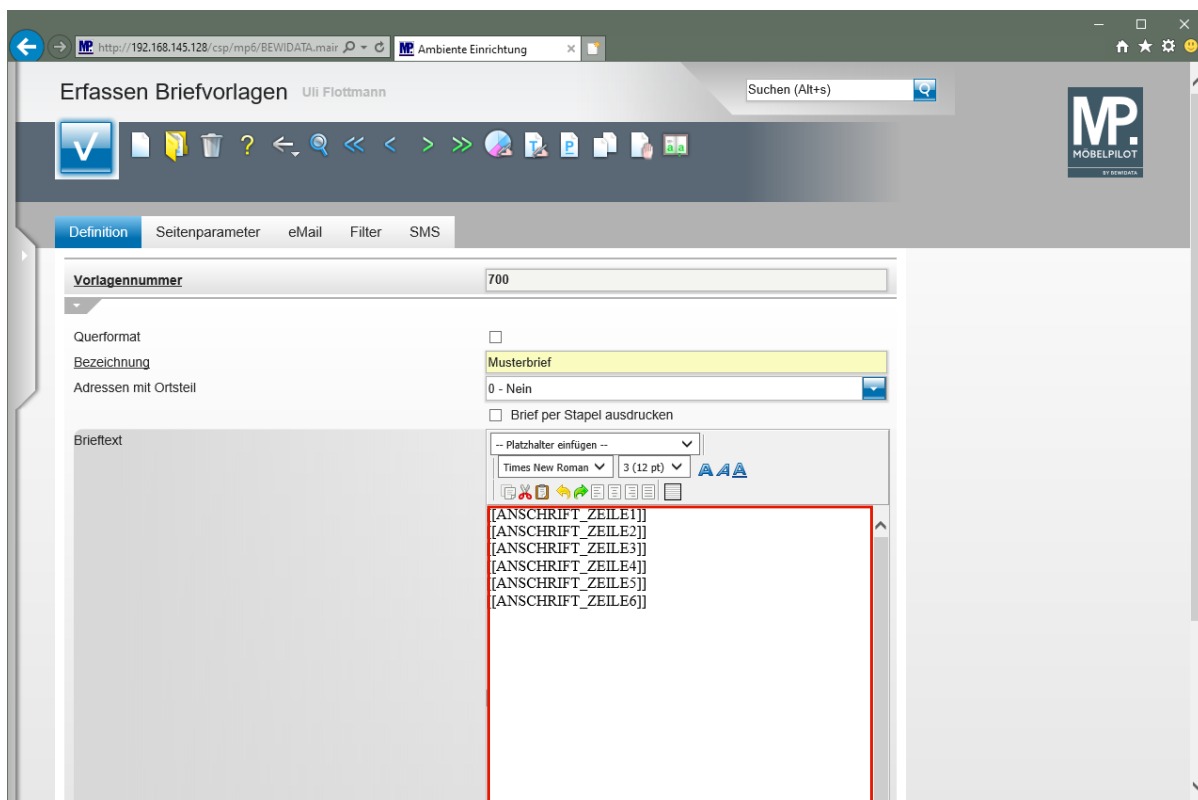 http://192.168.145.128/csp/mp6/BEWIDATA.mair
MP. Ambiente Einrichtung
Erfassen Briefvorlagen Uli Flottmann
Suchen (Alt+s)
MP.
MÖBELPILOT
BY BEWIDATA
Definition Seitenparameter eMail Filter SMS
Vorlagennummer 700
Querformat
Bezeichnung Musterbrief
Adressen mit Ortsteil 0 - Nein
Brief per Stapel ausdrucken
Brieftext -- Platzhalter einfügen --
Times New Roman 3 (12 pt) A A A
[[ANSCHRIFT_ZEILE1]]
[[ANSCHRIFT_ZEILE2]]
[[ANSCHRIFT_ZEILE3]]
[[ANSCHRIFT_ZEILE4]]
[[ANSCHRIFT_ZEILE5]]
[[ANSCHRIFT_ZEILE6]]